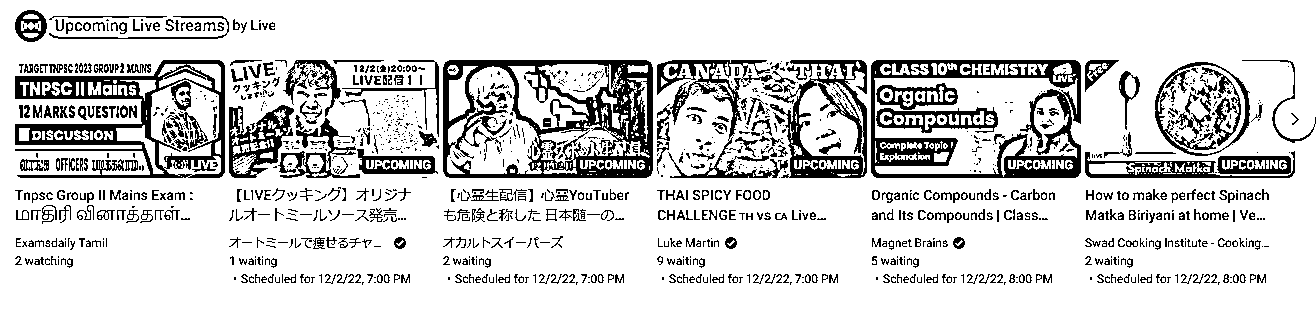 Upcoming Live Streams by Live
TARGET TNPSC 2023 GROUP 2 MAINS
TNPSC II Mains
12 MARKS QUESTION
DISCUSSION
OFFICERS
LIVE
LIVE
クッキング
12/2(金)20:00~
LIVE配信!!
UPCOMING
UPCOMING
CANADA THAI
UPCOMING
CLASS 10th CHEMISTRY
LIVE
Organic
Compounds
Complete Topic
Explanation
UPCOMING
Spinach Matka
UPCOMING
Tnpsc Group II Mains Exam :
மாதிரி வினாத்தாள்...
Examsdaily Tamil
2 watching
【LIVEクッキング】オリジナ
ルオートミールソース発売...
オートミールで痩せるチャ...
1 waiting
• Scheduled for 12/2/22, 7:00 PM
【心霊生配信】心霊YouTuber
も危険と称した 日本随一の...
オカルトスイーパーズ
2 waiting
• Scheduled for 12/2/22, 7:00 PM
THAI SPICY FOOD
CHALLENGE TH VS CA Live...
Luke Martin
9 waiting
• Scheduled for 12/2/22, 7:00 PM
Organic Compounds - Carbon
and Its Compounds | Class...
Magnet Brains
5 waiting
• Scheduled for 12/2/22, 8:00 PM
How to make perfect Spinach
Matka Biriyani at home | Ve...
Swad Cooking Institute - Cooking...
2 waiting
• Scheduled for 12/2/22, 8:00 PM